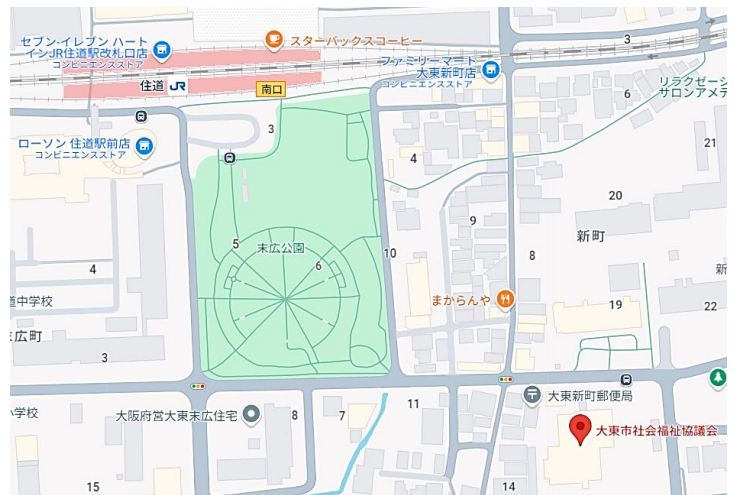 セブン-イレブン ハート
インJR住道駅改札口店
コンビニエンスストア
スターバックスコーヒー
3
ファミリーマート
大東新町店
コンビニエンスストア
住道 JR
南口
リラクゼーシ
サロンアメテ
6
ローソン 住道駅前店
コンビニエンスストア
3
4
21
20
9
新町
5
末広公園
6
10
8
4
道中学校
まからんや
19
22
新
広町
3
小学校
大阪府営大東末広住宅
8
7
11
大東新町郵便局
大東市社会福祉協議会
15
14